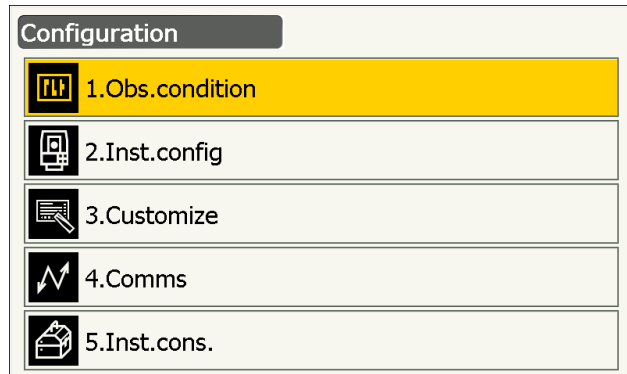 Configuration
1.Obs.condition
2.Inst.config
3.Customize
4.Comms
5.Inst.cons.